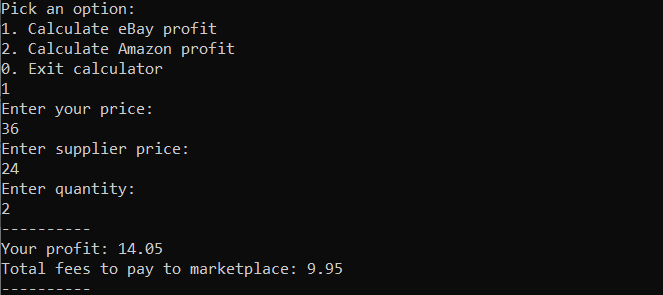 Pick an option:
1. Calculate eBay profit
2. Calculate Amazon profit
0. Exit calculator
1
Enter your price:
36
Enter supplier price:
24
Enter quantity:
2
----------
Your profit: 14.05
Total fees to pay to marketplace: 9.95
----------